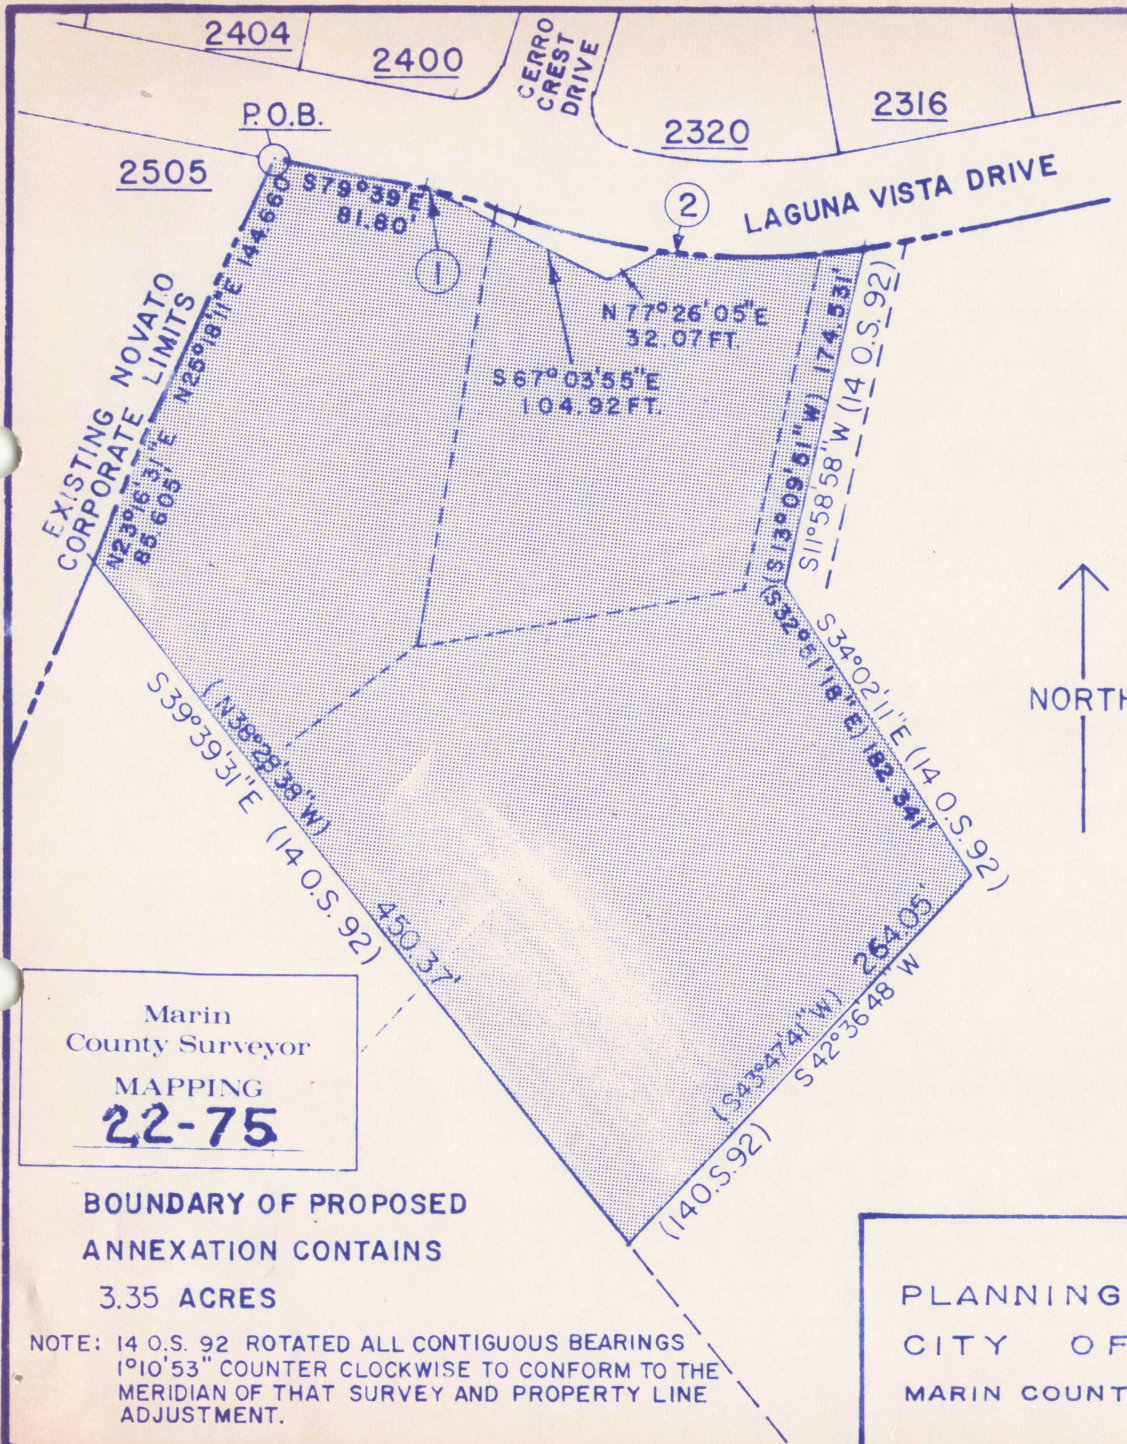 2404
2400
CERRO
CREST
DRIVE
2320
2316
P.O.B.
2505
S79°39'E
81.80'
1
2
LAGUNA VISTA DRIVE
N 77°26'05"E
32.07 FT.
S 67°03'55"E
104.92 FT.
EXISTING NOVATO
CORPORATE LIMITS
N25°18'11"E 144.660'
N23°16'31"E
85.605'
(S13°09'51"W) 174.531'
S11°58'58"W (14 O.S. 92)
(S32°51'18"E) 182.341'
S34°02'11"E (14 O.S. 92)
NORTH
(N38°28'38"W)
S39°39'31"E (14 O.S. 92)
450.37'
264.05'
(S43°47'41"W)
S42°36'48"W
(14 O.S. 92)
Marin
County Surveyor
MAPPING
22-75
BOUNDARY OF PROPOSED
ANNEXATION CONTAINS
3.35 ACRES
NOTE: 14 O.S. 92 ROTATED ALL CONTIGUOUS BEARINGS
1°10'53" COUNTER CLOCKWISE TO CONFORM TO THE
MERIDIAN OF THAT SURVEY AND PROPERTY LINE
ADJUSTMENT.
PLANNING
CITY OF
MARIN COUNT